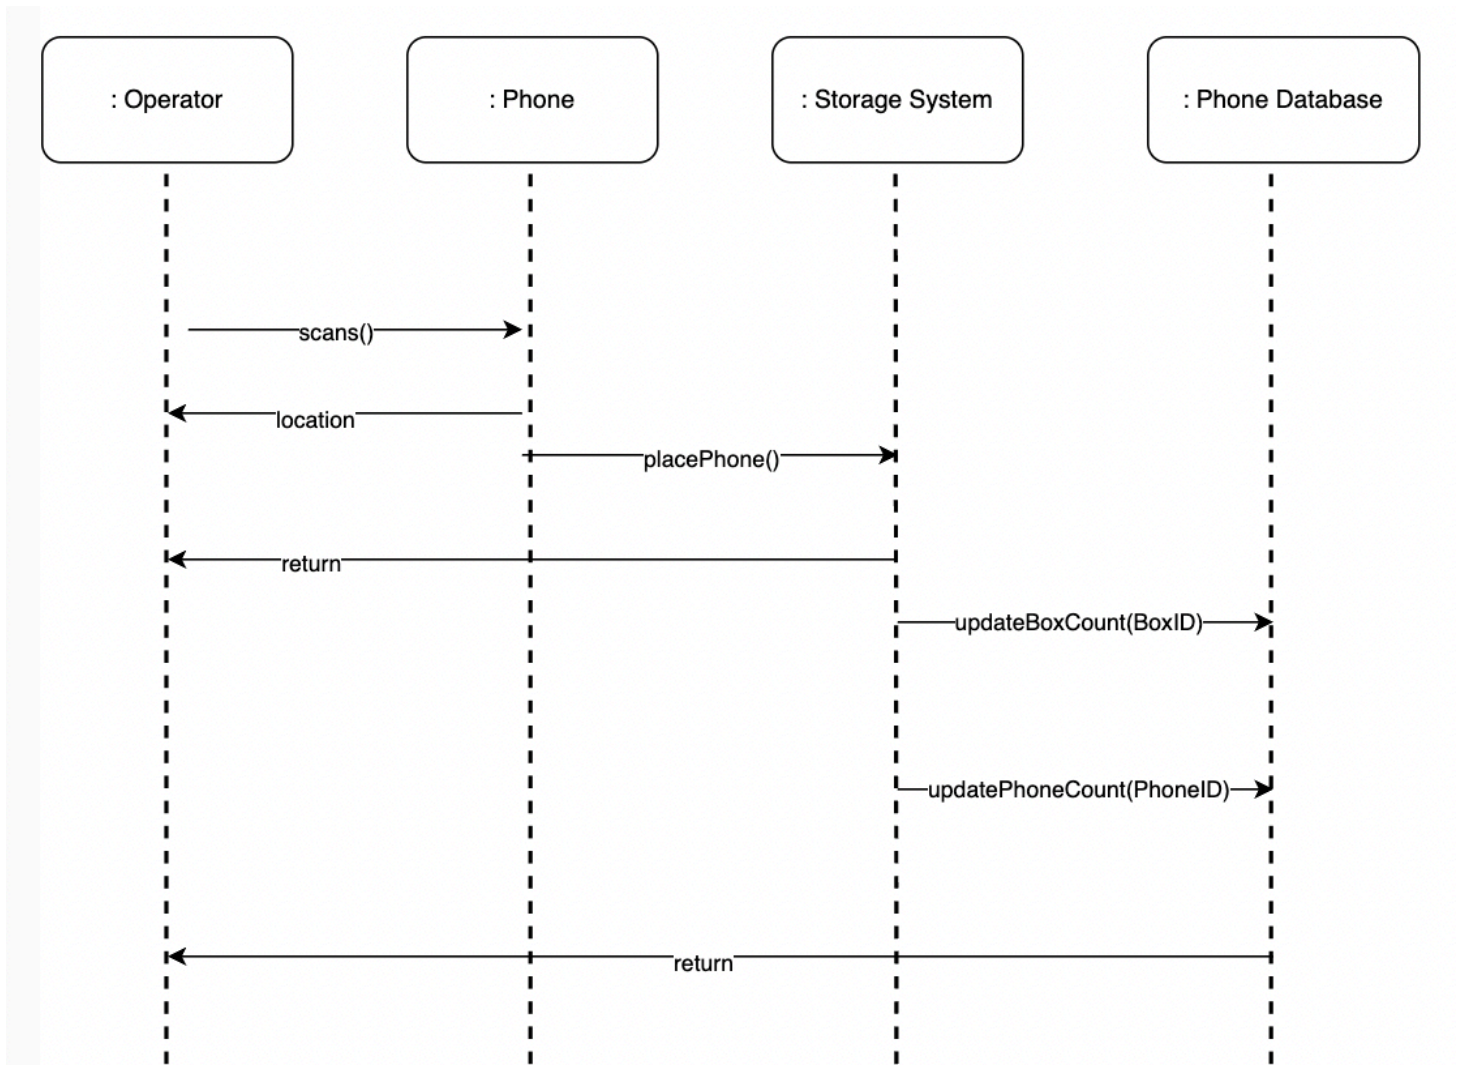 : Operator
: Phone
: Storage System
: Phone Database
scans()
location
placePhone()
return
updateBoxCount(BoxID)
updatePhoneCount(PhoneID)
return